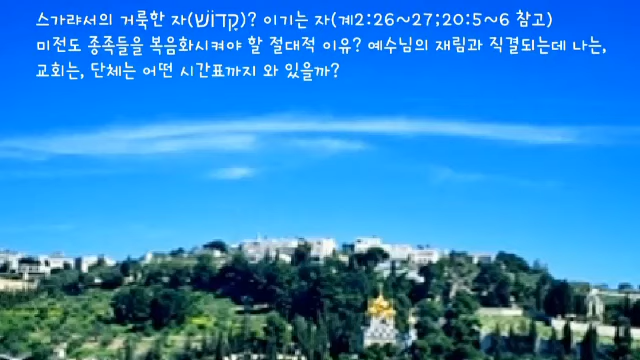 스가랴서의 거룩한 자(קָדוֹשׁ)? 이기는 자(계2:26~27;20:5~6 참고)
미전도 종족들을 복음화시켜야 할 절대적 이유? 예수님의 재림과 직결되는데 나는,
교회는, 단체는 어떤 시간표까지 와 있을까?